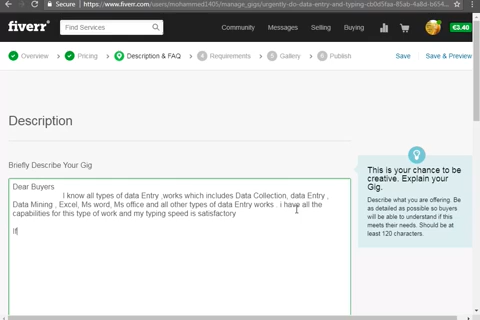 Secure
https://www.fiverr.com/users/mohammed1405/manage_gigs/urgently-do-data-entry-and-typing-cb0d5faa-85ab-4a8d-b654
fiverr
Find Services
Messages Selling Buying
€3.40
Overview Pricing Description & FAQ 4 Requirements 5 Gallery 6 Publish Save Save & Preview
Description
Briefly Describe Your Gig
Dear Buyers
I know all types of data Entry ,works which includes Data Collection, data Entry ,
Data Mining , Excel, Ms word, Ms office and all other types of data Entry works . i have all the
capabilities for this type of work and my typing speed is satisfactory
If
This is your chance to be
creative. Explain your
Gig.
Describe what you are offering. Be
as detailed as possible so buyers
will be able to understand if this
meets their needs. Should be at
least 120 characters.